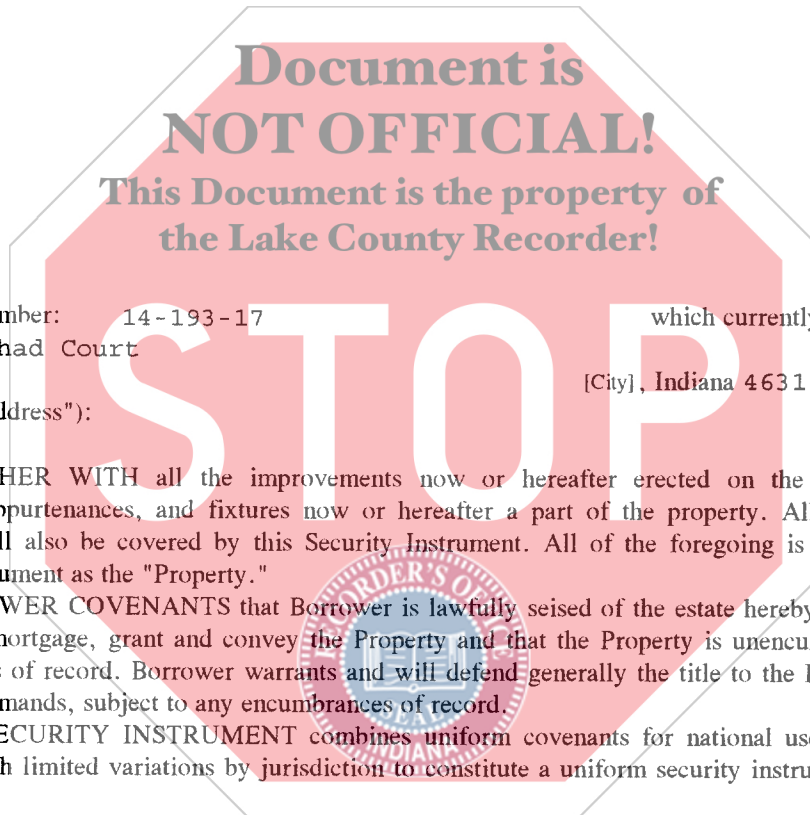 Document is
NOT OFFICIAL!
This Document is the property of
the Lake County Recorder!
mber: 14-193-17 which currently
had Court
[City], Indiana 4631
ddress"):
STOP
HER WITH all the improvements now or hereafter erected on the
ppurtenances, and fixtures now or hereafter a part of the property. Al
ll also be covered by this Security Instrument. All of the foregoing is
ument as the "Property."
WER COVENANTS that Borrower is lawfully seised of the estate hereby
mortgage, grant and convey the Property and that the Property is unencu
s of record. Borrower warrants and will defend generally the title to the
mands, subject to any encumbrances of record.
ECURITY INSTRUMENT combines uniform covenants for national use
h limited variations by jurisdiction to constitute a uniform security instru
RECORDER'S OFFICE
SEAL
INDIANA